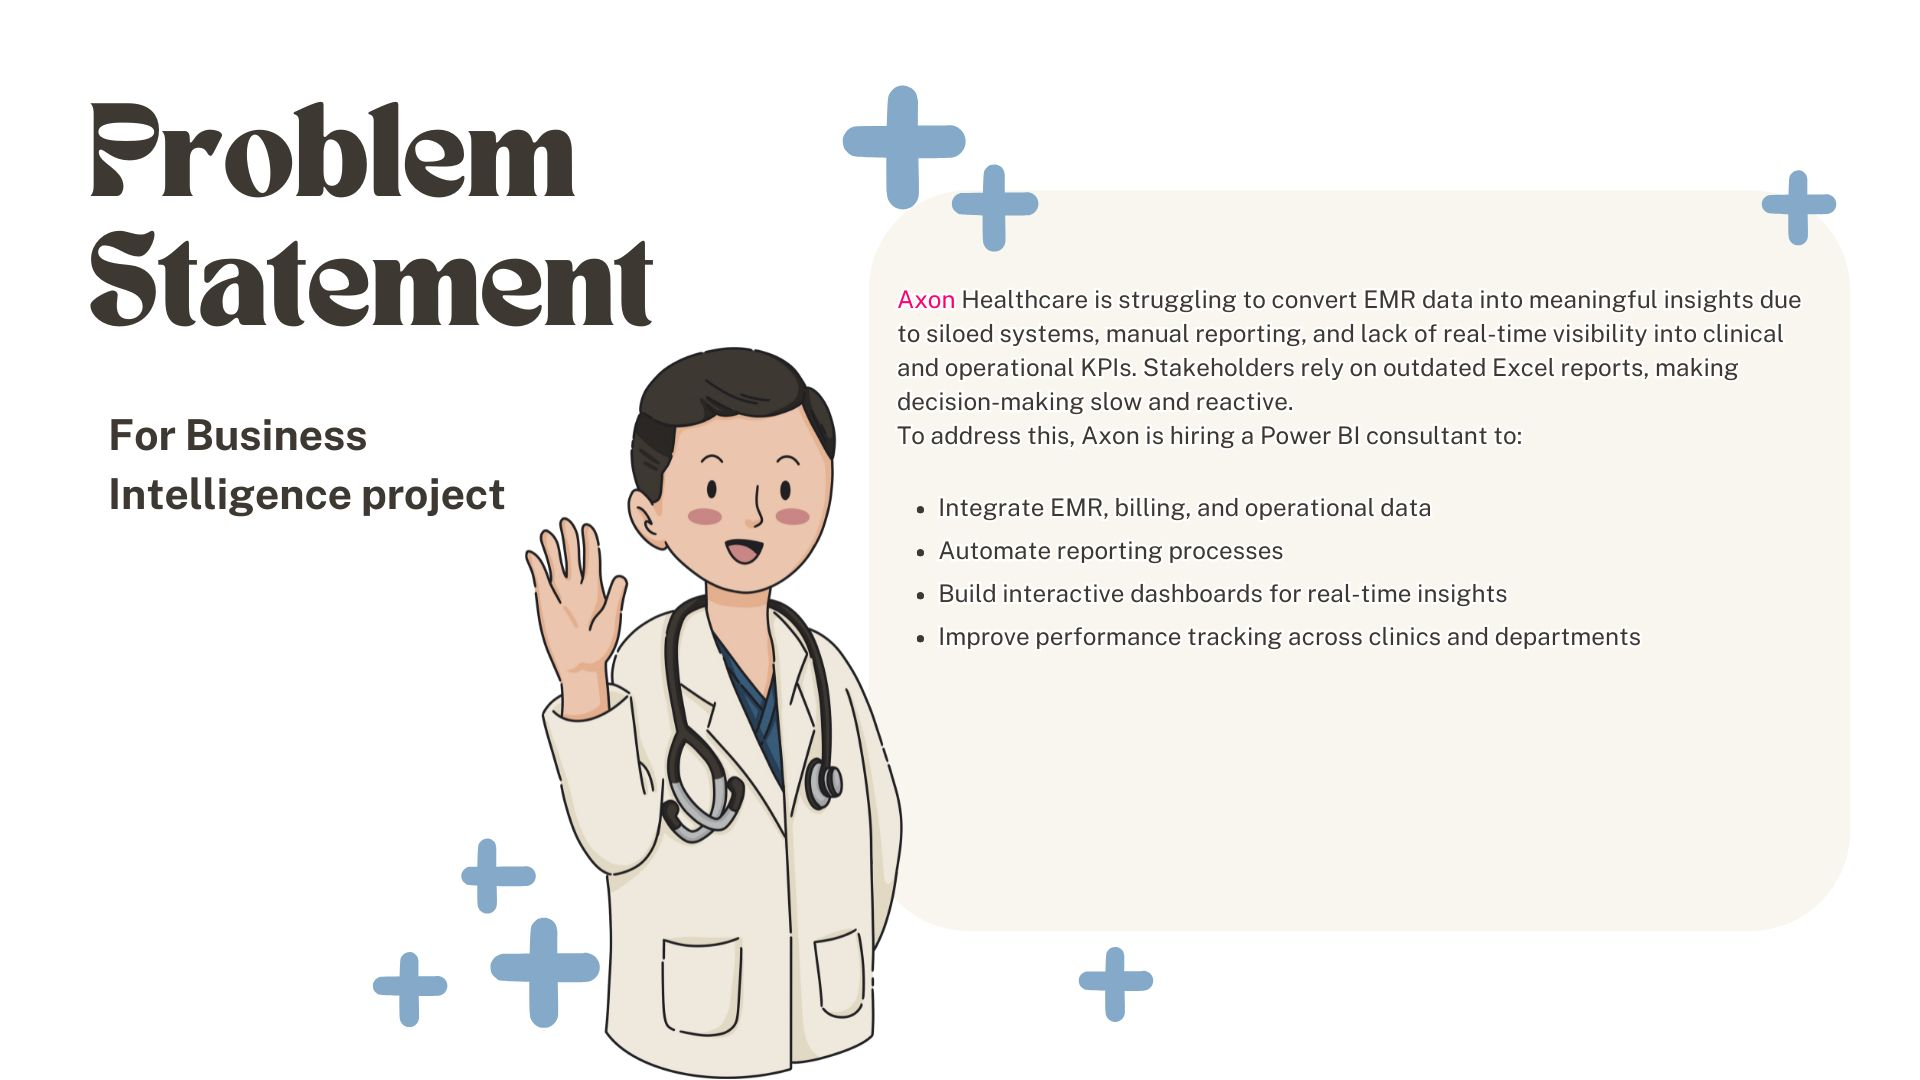 Problem
Statement
For Business
Intelligence project
Axon Healthcare is struggling to convert EMR data into meaningful insights due
to siloed systems, manual reporting, and lack of real-time visibility into clinical
and operational KPIs. Stakeholders rely on outdated Excel reports, making
decision-making slow and reactive.
To address this, Axon is hiring a Power BI consultant to:
• Integrate EMR, billing, and operational data
• Automate reporting processes
• Build interactive dashboards for real-time insights
• Improve performance tracking across clinics and departments